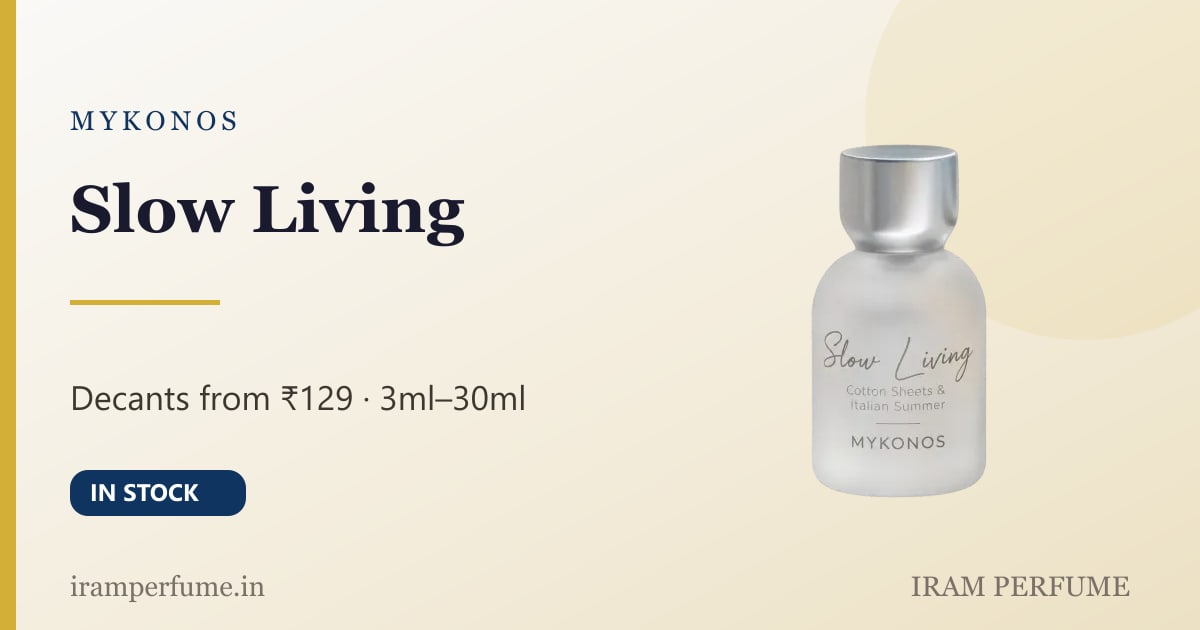 MYKONOS
Slow Living
Decants from ₹129 · 3ml–30ml
IN STOCK
iramperfume.in
Slow Living
Cotton Sheets &
Italian Summer
MYKONOS
IRAM PERFUME